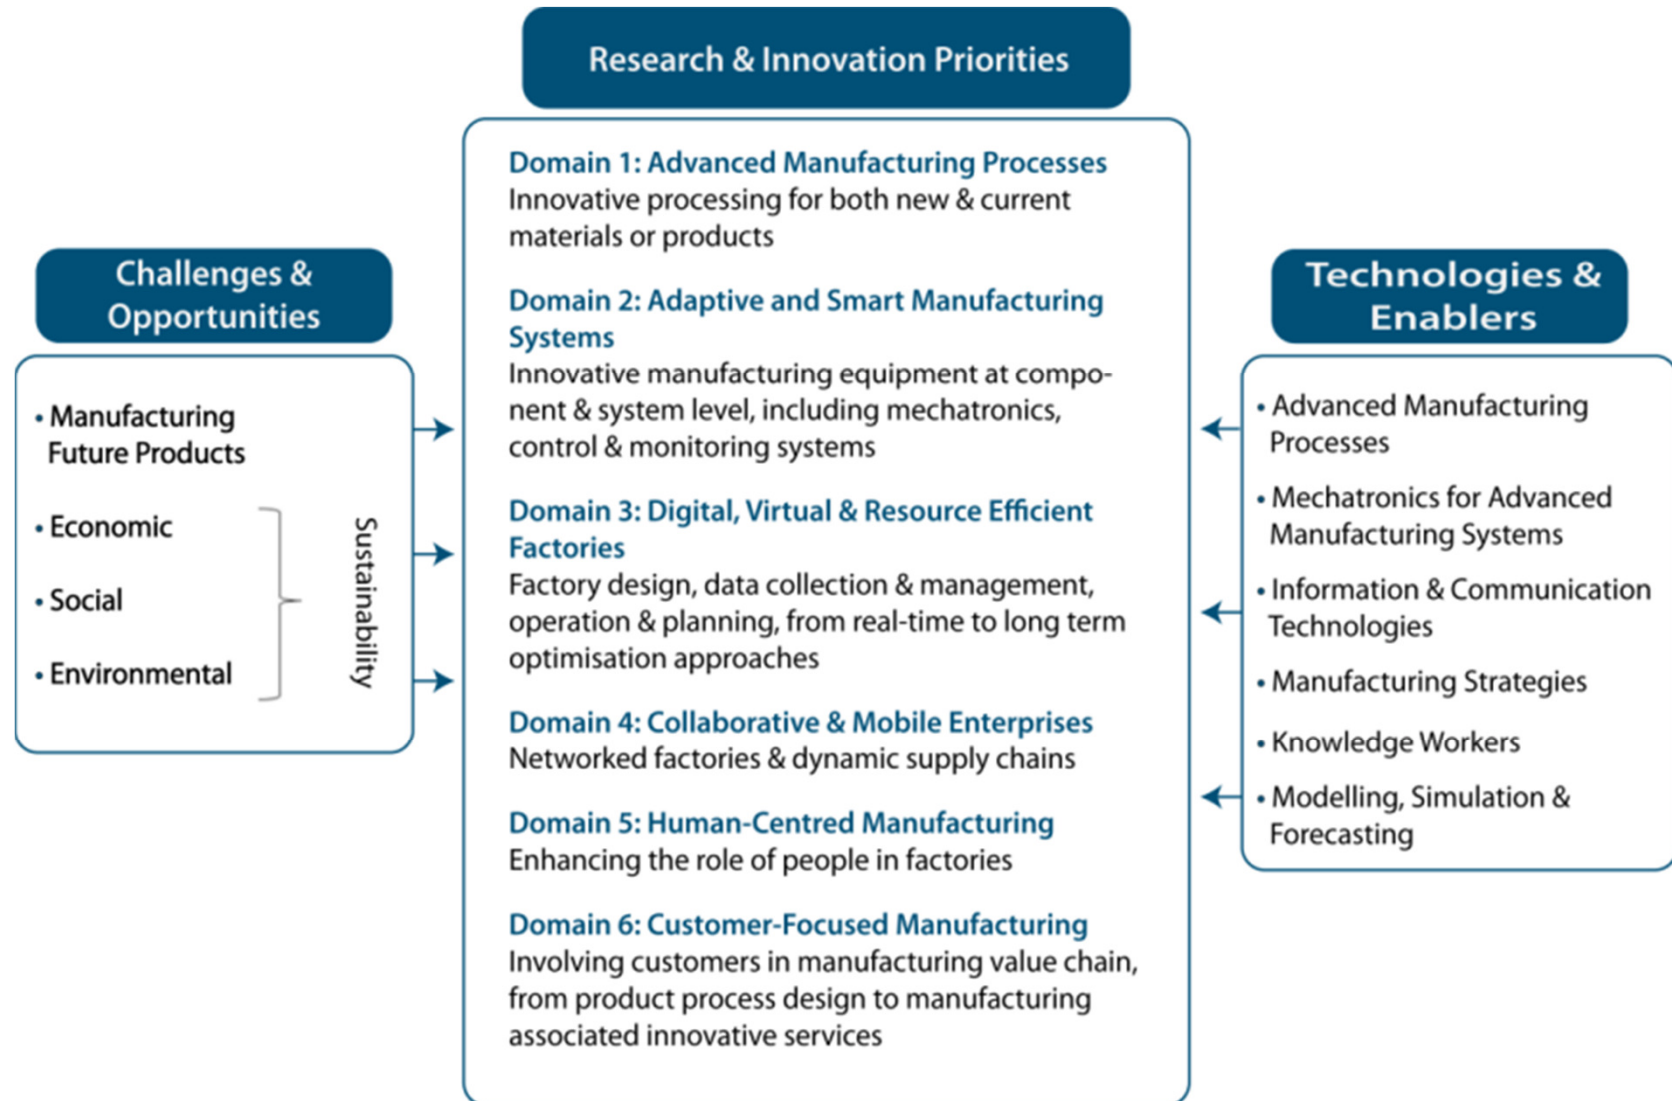 Research & Innovation Priorities
Challenges &
Opportunities
• Manufacturing
Future Products
• Economic
• Social
• Environmental
Sustainability
Domain 1: Advanced Manufacturing Processes
Innovative processing for both new & current
materials or products
Domain 2: Adaptive and Smart Manufacturing
Systems
Innovative manufacturing equipment at compo-
nent & system level, including mechatronics,
control & monitoring systems
Domain 3: Digital, Virtual & Resource Efficient
Factories
Factory design, data collection & management,
operation & planning, from real-time to long term
optimisation approaches
Domain 4: Collaborative & Mobile Enterprises
Networked factories & dynamic supply chains
Domain 5: Human-Centred Manufacturing
Enhancing the role of people in factories
Domain 6: Customer-Focused Manufacturing
Involving customers in manufacturing value chain,
from product process design to manufacturing
associated innovative services
Technologies &
Enablers
• Advanced Manufacturing
Processes
• Mechatronics for Advanced
Manufacturing Systems
• Information & Communication
Technologies
• Manufacturing Strategies
• Knowledge Workers
• Modelling, Simulation &
Forecasting